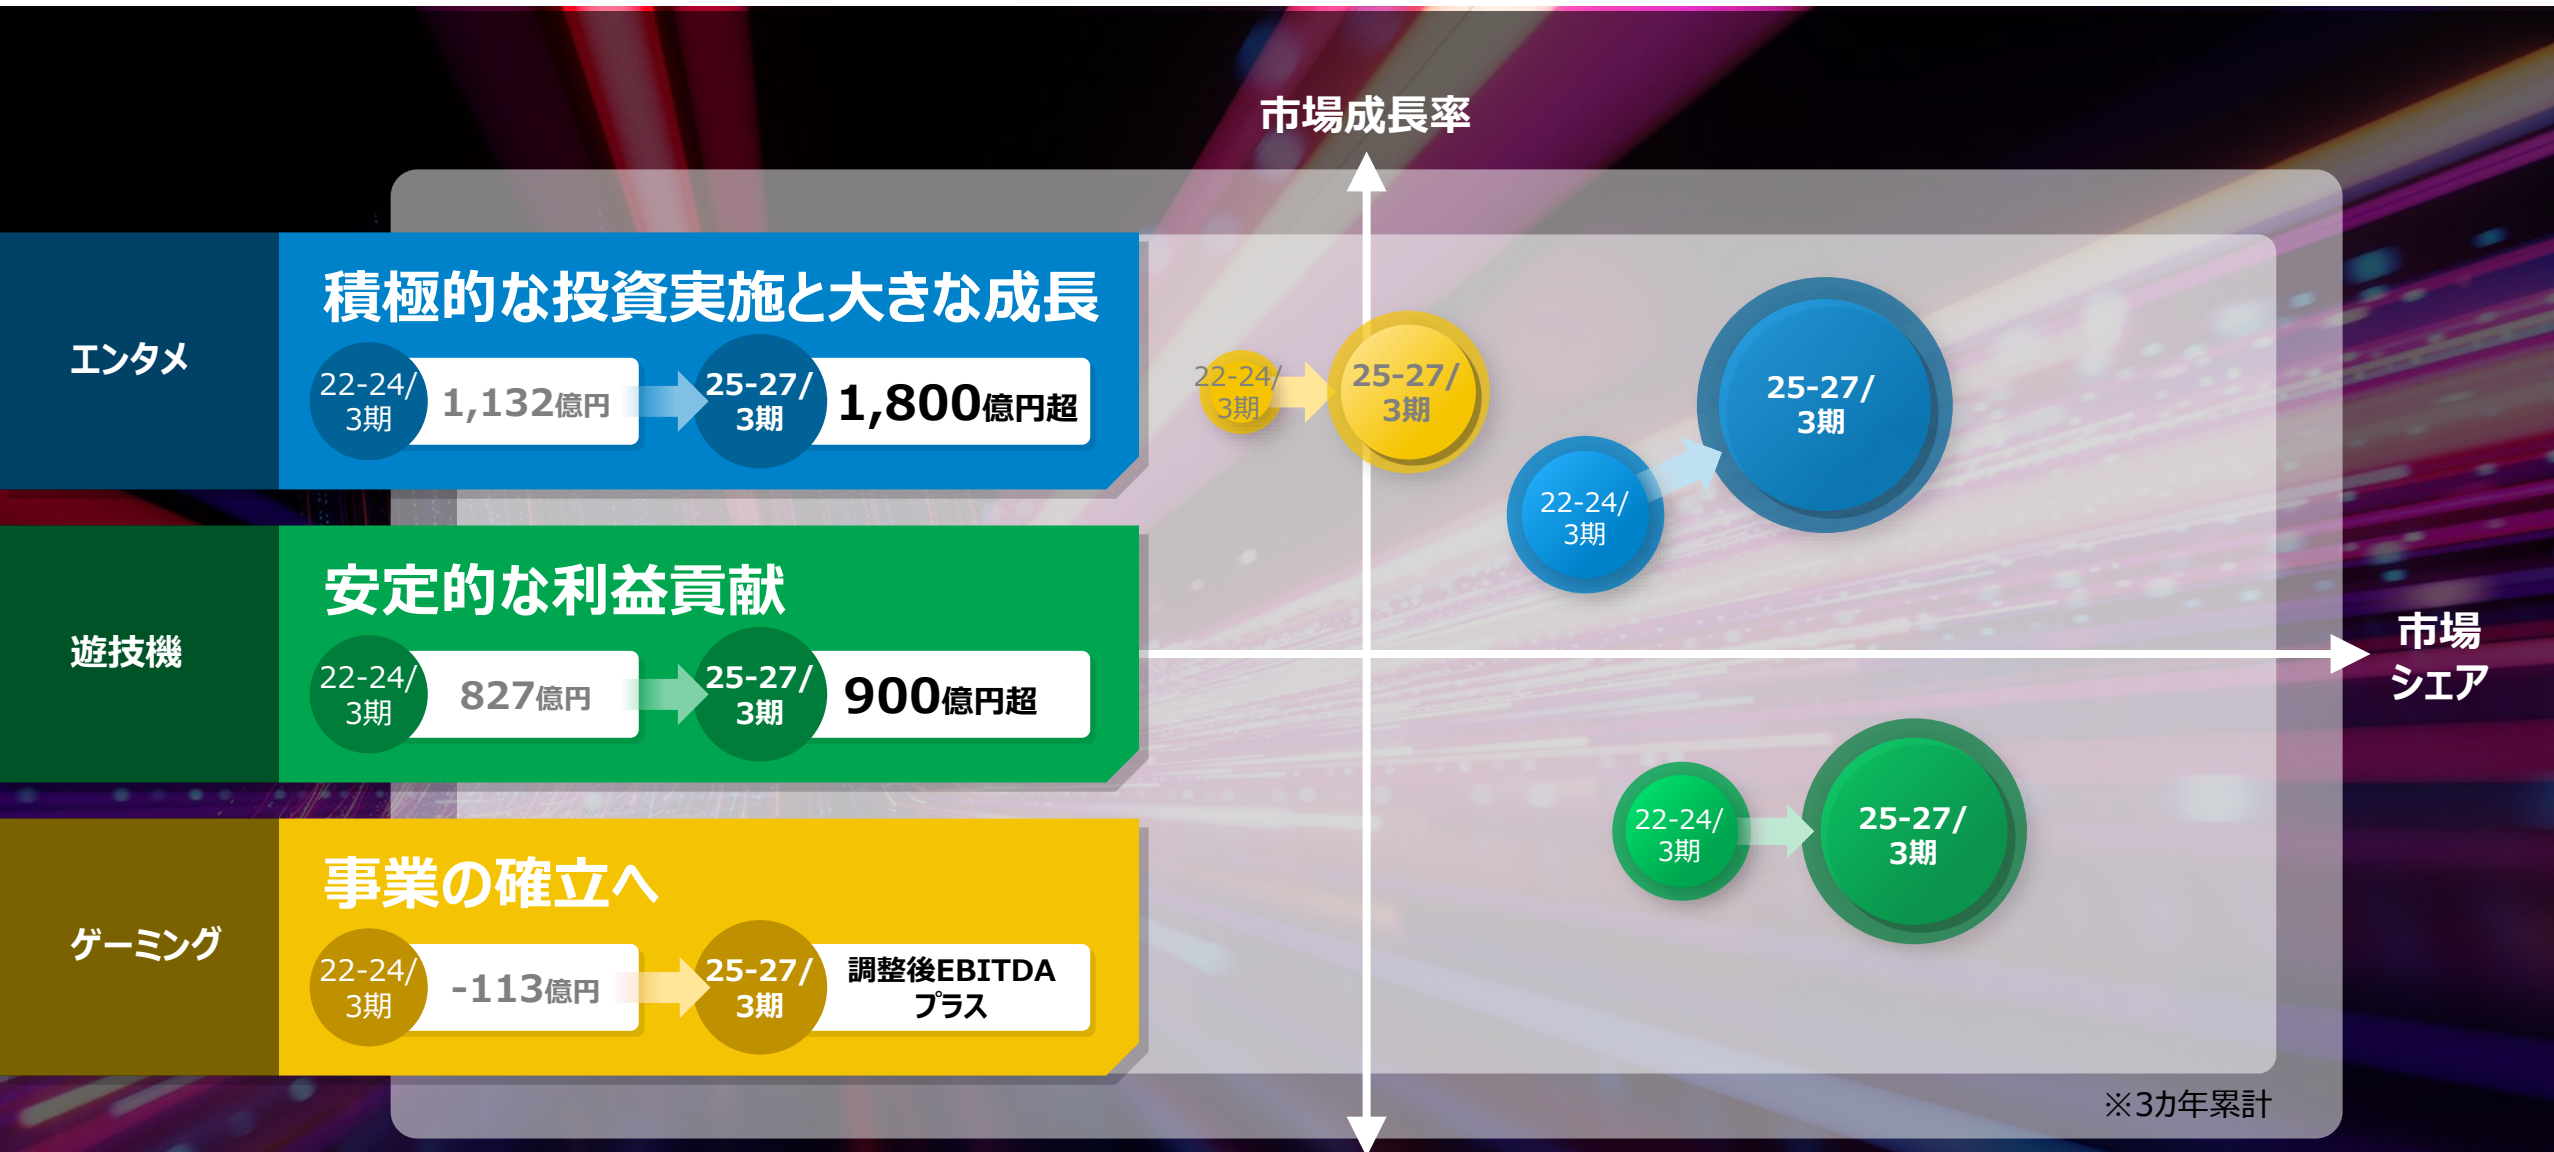 市場成長率
エンタメ
積極的な投資実施と大きな成長
22-24/
3期
1,132億円
25-27/
3期
1,800億円超
遊技機
安定的な利益貢献
22-24/
3期
827億円
25-27/
3期
900億円超
ゲーミング
事業の確立へ
22-24/
3期
-113億円
25-27/
3期
調整後EBITDA
プラス
22-24/
3期
25-27/
3期
22-24/
3期
25-27/
3期
市場
シェア
22-24/
3期
25-27/
3期
※3カ年累計